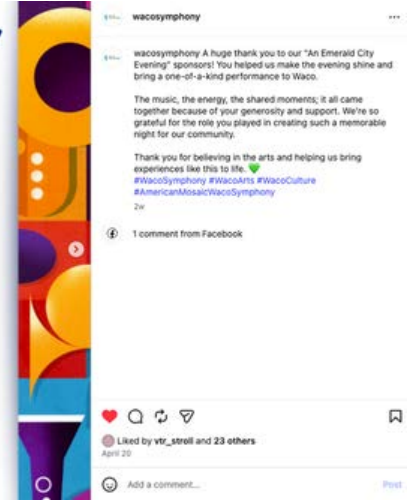 wacosymphony
wacosymphony A huge thank you to our "An Emerald City
Evening" sponsors! You helped us make the evening shine and
bring a one-of-a-kind performance to Waco.
The music, the energy, the shared moments; it all came
together because of your generosity and support. We're so
grateful for the role you played in creating such a memorable
night for our community.
Thank you for believing in the arts and helping us bring
experiences like this to life. 💚
#WacoSymphony #WacoArts #WacoCulture
#AmericanMosaicWacoSymphony
2w
1 comment from Facebook
Liked by vtr_stroll and 23 others
April 20
Add a comment...
Post